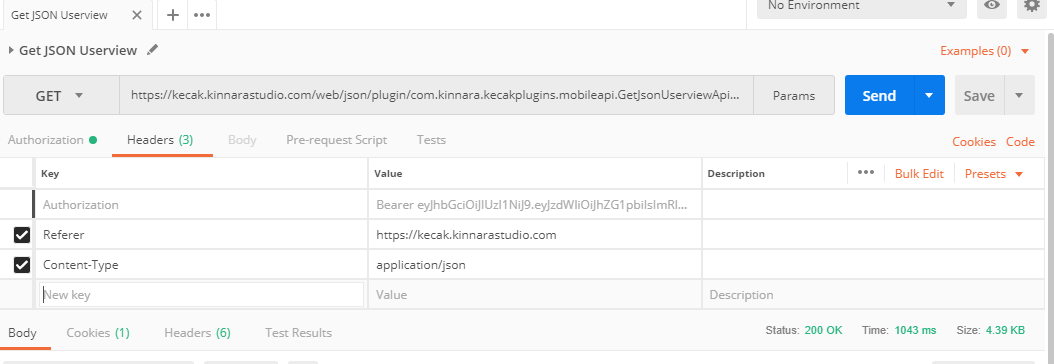 Get JSON Userview
No Environment
Get JSON Userview
Examples (0)
GET
https://kecak.kinnarastudio.com/web/json/plugin/com.kinnara.kecakplugins.mobileapi.GetJsonUserviewApi...
Params
Send
Save
Authorization
Headers (3)
Body
Pre-request Script
Tests
Cookies
Code
Key
Value
Description
Bulk Edit
Presets
Authorization
Bearer eyJhbGciOiJIUzI1NiJ9.eyJzdWIiOiJhZG1pbiIsImRl...
Referer
https://kecak.kinnarastudio.com
Content-Type
application/json
New key
Value
Description
Body
Cookies (1)
Headers (6)
Test Results
Status: 200 OK
Time: 1043 ms
Size: 4.39 KB